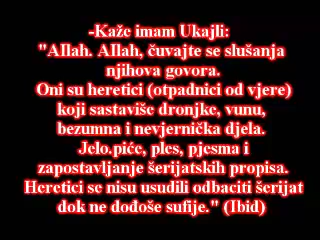 -Kaže imam Ukajli:
"Allah. Allah, čuvajte se slušanja
njihova govora.
Oni su heretici (otpadnici od vjere)
koji sastaviše dronjke, vunu,
bezumna i nevjernička djela.
Jelo.piće, ples, pjesma i
zapostavljanje šerijatskih propisa.
Heretici se nisu usudili odbaciti šerijat
dok ne dođoše sufije." (Ibid)